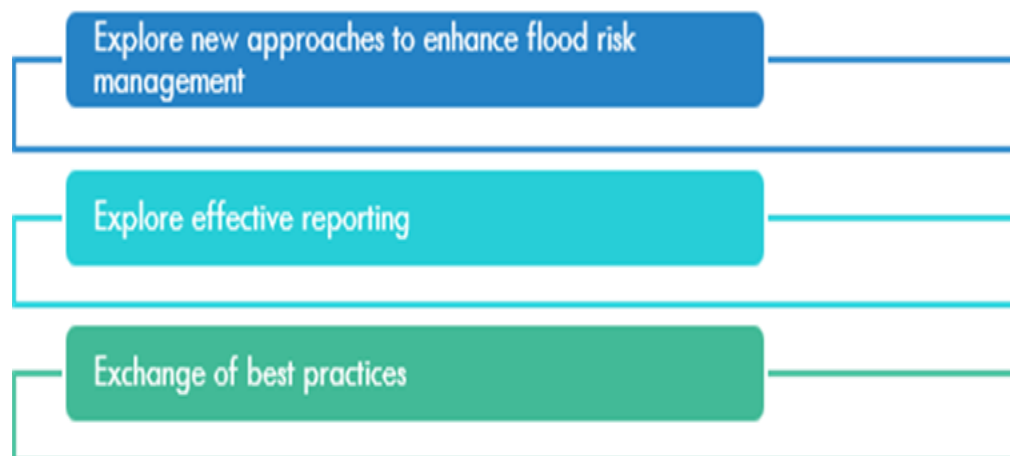 Explore new approaches to enhance flood risk
management
Explore effective reporting
Exchange of best practices